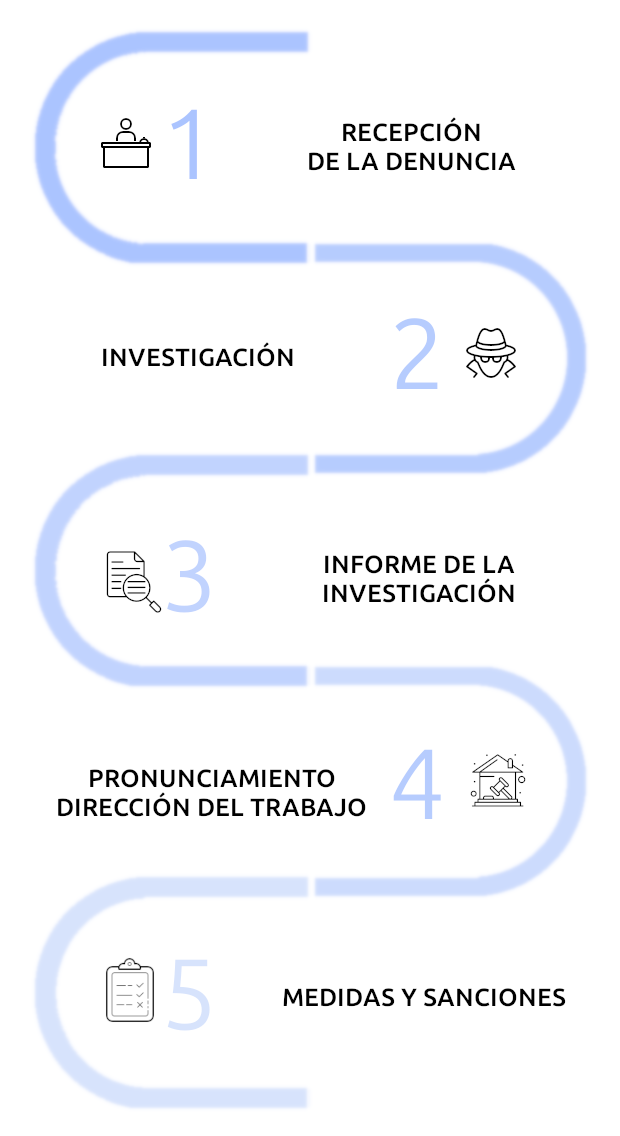 1
RECEPCIÓN
DE LA DENUNCIA
INVESTIGACIÓN
2
3
INFORME DE LA
INVESTIGACIÓN
PRONUNCIAMIENTO
DIRECCIÓN DEL TRABAJO
4
5
MEDIDAS Y SANCIONES